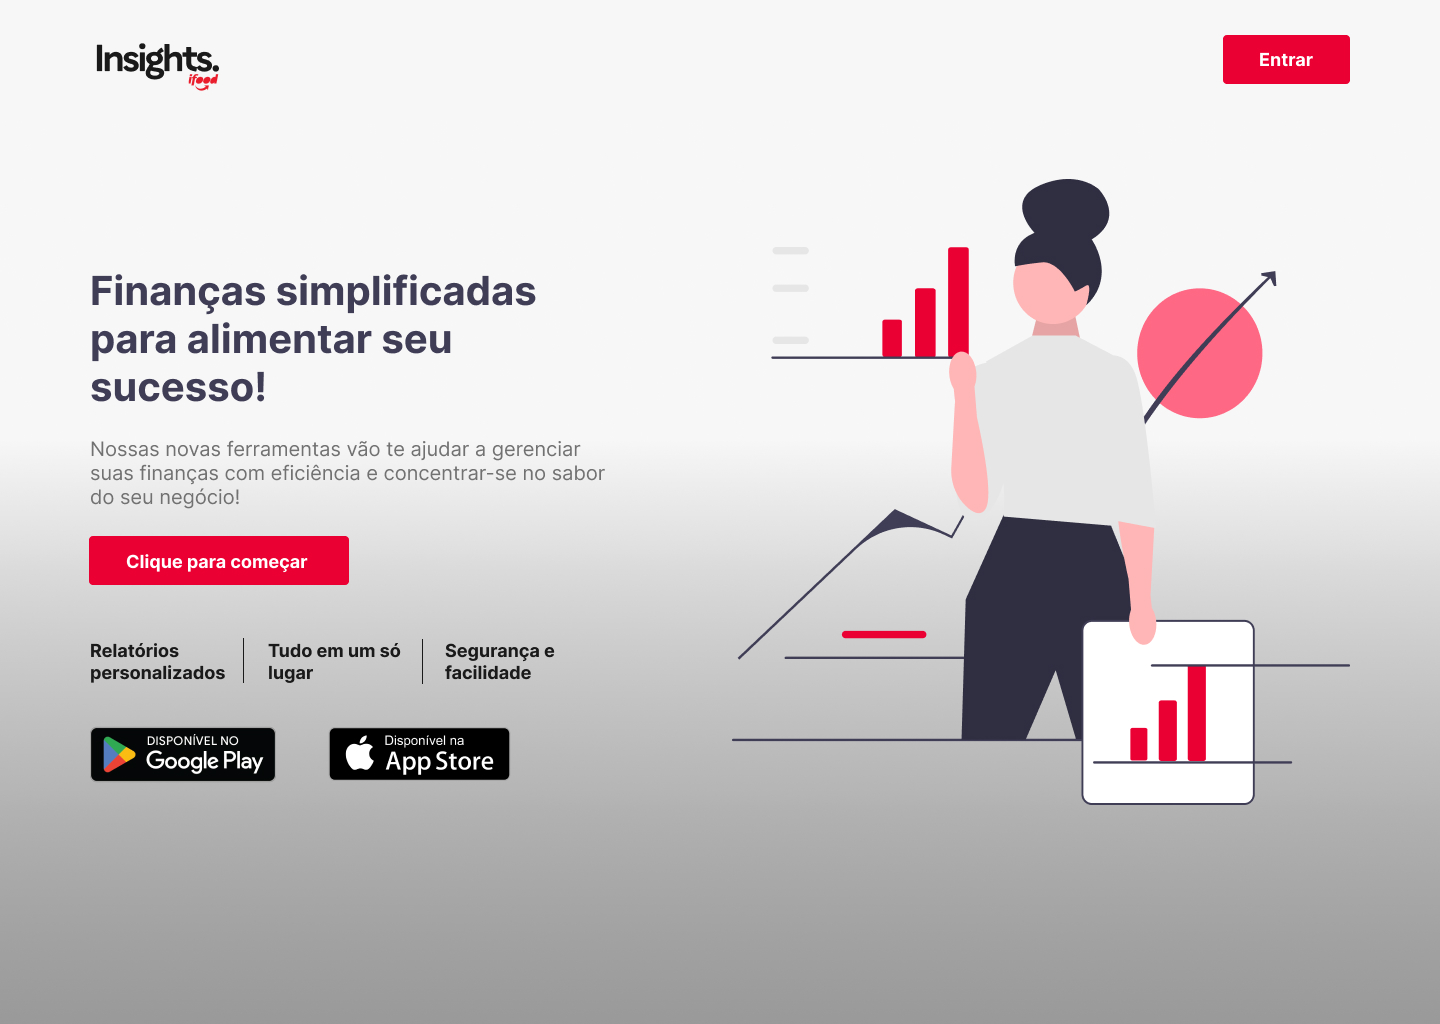 Insights.
ifood
Entrar
Finanças simplificadas
para alimentar seu
sucesso!
Nossas novas ferramentas vão te ajudar a gerenciar
suas finanças com eficiência e concentrar-se no sabor
do seu negócio!
Clique para começar
Relatórios
personalizados
Tudo em um só
lugar
Segurança e
facilidade
DISPONÍVEL NO
Google Play
Disponível na
App Store